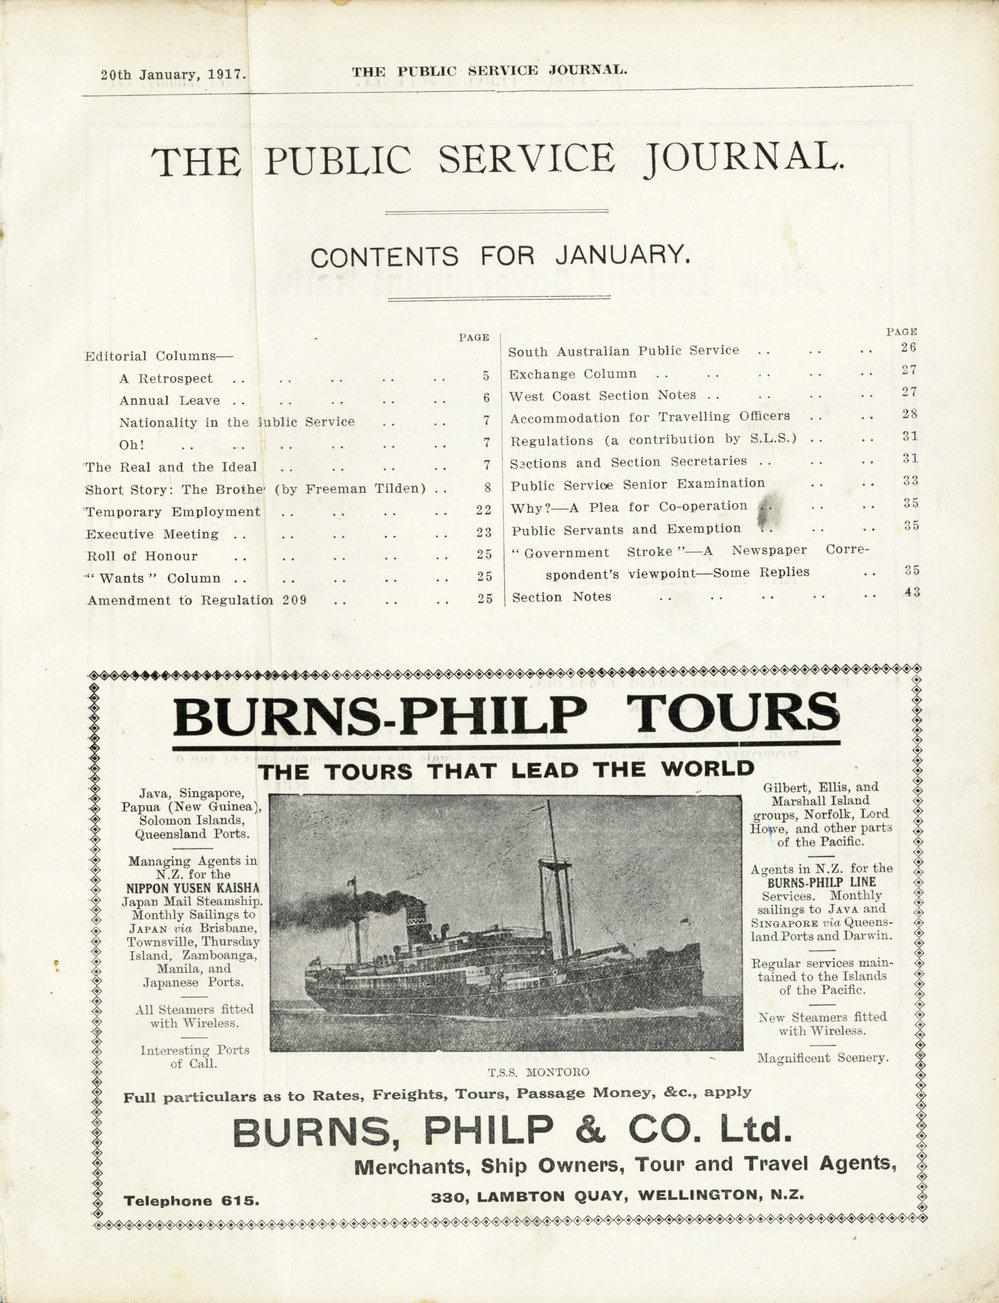 20th January, 1917.
THE PUBLIC SERVICE JOURNAL.
THE PUBLIC SERVICE JOURNAL.
CONTENTS FOR JANUARY.
PAGE
Editorial Columns—
A Retrospect .. .. .. .. .. 5
Annual Leave .. .. .. .. .. 6
Nationality in the Public Service .. .. 7
Oh! .. .. .. .. .. .. 7
The Real and the Ideal .. .. .. .. 7
Short Story: The Brother (by Freeman Tilden) .. 8
Temporary Employment .. .. .. .. 22
Executive Meeting .. .. .. .. .. 23
Roll of Honour .. .. .. .. .. 25
"Wants" Column .. .. .. .. .. 25
Amendment to Regulation 209 .. .. .. 25
PAGE
South Australian Public Service .. .. .. 26
Exchange Column .. .. .. .. .. 27
West Coast Section Notes .. .. .. .. 27
Accommodation for Travelling Officers .. .. 28
Regulations (a contribution by S.L.S.) .. .. 31
Sections and Section Secretaries .. .. .. 31
Public Service Senior Examination .. .. 33
Why?—A Plea for Co-operation .. .. .. 35
Public Servants and Exemption .. .. .. 35
"Government Stroke"—A Newspaper Corre-
spondent's viewpoint—Some Replies .. 35
Section Notes .. .. .. .. .. 43
BURNS-PHILP TOURS
THE TOURS THAT LEAD THE WORLD
Java, Singapore,
Papua (New Guinea),
Solomon Islands,
Queensland Ports.
Managing Agents in
N.Z. for the
NIPPON YUSEN KAISHA
Japan Mail Steamship.
Monthly Sailings to
JAPAN via Brisbane,
Townsville, Thursday
Island, Zamboanga,
Manila, and
Japanese Ports.
All Steamers fitted
with Wireless.
Interesting Ports
of Call.
Gilbert, Ellis, and
Marshall Island
groups, Norfolk, Lord
Howe, and other parts
of the Pacific.
Agents in N.Z. for the
BURNS-PHILP LINE
Services. Monthly
sailings to JAVA and
SINGAPORE via Queens-
land Ports and Darwin.
Regular services main-
tained to the Islands
of the Pacific.
New Steamers fitted
with Wireless.
Magnificent Scenery.
T.S.S. MONTORO
Full particulars as to Rates, Freights, Tours, Passage Money, &c., apply
BURNS, PHILP & CO. Ltd.
Merchants, Ship Owners, Tour and Travel Agents,
Telephone 615.
330, LAMBTON QUAY, WELLINGTON, N.Z.